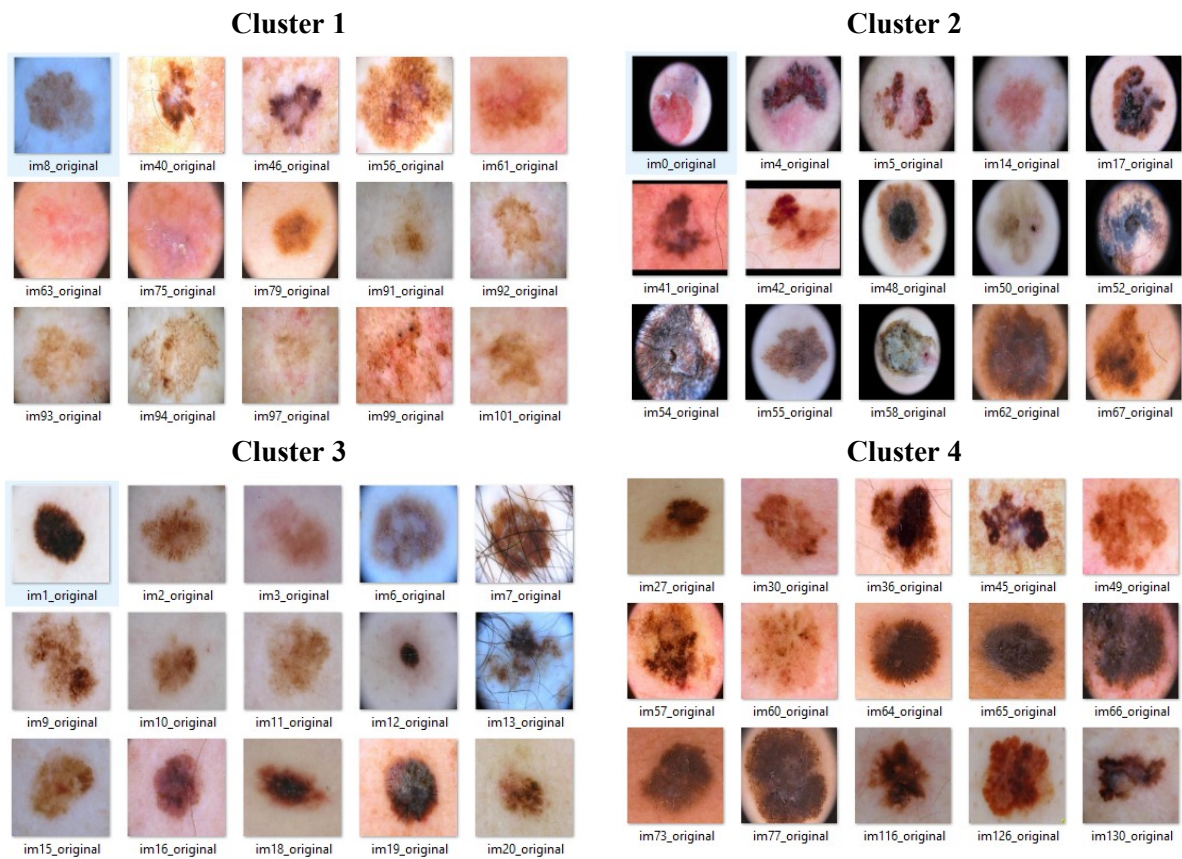 Cluster 1
im8_original im40_original im46_original im56_original im61_original
im63_original im75_original im79_original im91_original im92_original
im93_original im94_original im97_original im99_original im101_original
Cluster 2
im0_original im4_original im5_original im14_original im17_original
im41_original im42_original im48_original im50_original im52_original
im54_original im55_original im58_original im62_original im67_original
Cluster 3
im1_original im2_original im3_original im6_original im7_original
im9_original im10_original im11_original im12_original im13_original
im15_original im16_original im18_original im19_original im20_original
Cluster 4
im27_original im30_original im36_original im45_original im49_original
im57_original im60_original im64_original im65_original im66_original
im73_original im77_original im116_original im126_original im130_original